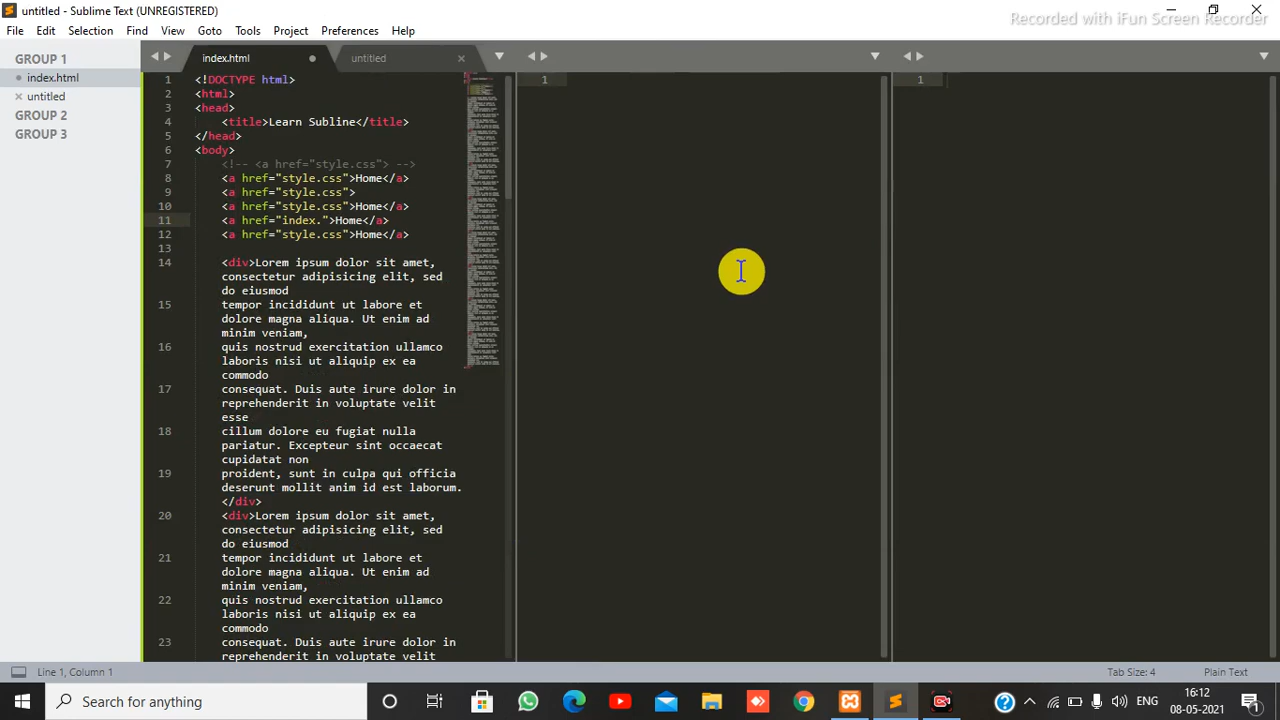 untitled - Sublime Text (UNREGISTERED)
Recorded with iFun Screen Recorder
File Edit Selection Find View Goto Tools Project Preferences Help
GROUP 1
index.html
untitled
GROUP 2
GROUP 3
index.html
untitled
1 <!DOCTYPE html>
2 <html>
3 <head>
4 <title>Learn Subline</title>
5 </head>
6 <body>
7 <!-- <a href="style.css"> -->
8 <a href="style.css">Home</a>
9 <a href="style.css">
10 <a href="style.css">Home</a>
11 <a href="index.">Home</a>
12 <a href="style.css">Home</a>
13
14 <div>Lorem ipsum dolor sit amet,
consectetur adipisicing elit, sed
do eiusmod
15 tempor incididunt ut labore et
dolore magna aliqua. Ut enim ad
minim veniam,
16 quis nostrud exercitation ullamco
laboris nisi ut aliquip ex ea
commodo
17 consequat. Duis aute irure dolor in
reprehenderit in voluptate velit
esse
18 cillum dolore eu fugiat nulla
pariatur. Excepteur sint occaecat
cupidatat non
19 proident, sunt in culpa qui officia
deserunt mollit anim id est laborum.
</div>
20 <div>Lorem ipsum dolor sit amet,
consectetur adipisicing elit, sed
do eiusmod
21 tempor incididunt ut labore et
dolore magna aliqua. Ut enim ad
minim veniam,
22 quis nostrud exercitation ullamco
laboris nisi ut aliquip ex ea
commodo
23 consequat. Duis aute irure dolor in
reprehenderit in voluptate velit
1
1
Line 1, Column 1
Tab Size: 4
Plain Text
Search for anything
ENG
16:12
08-05-2021
1